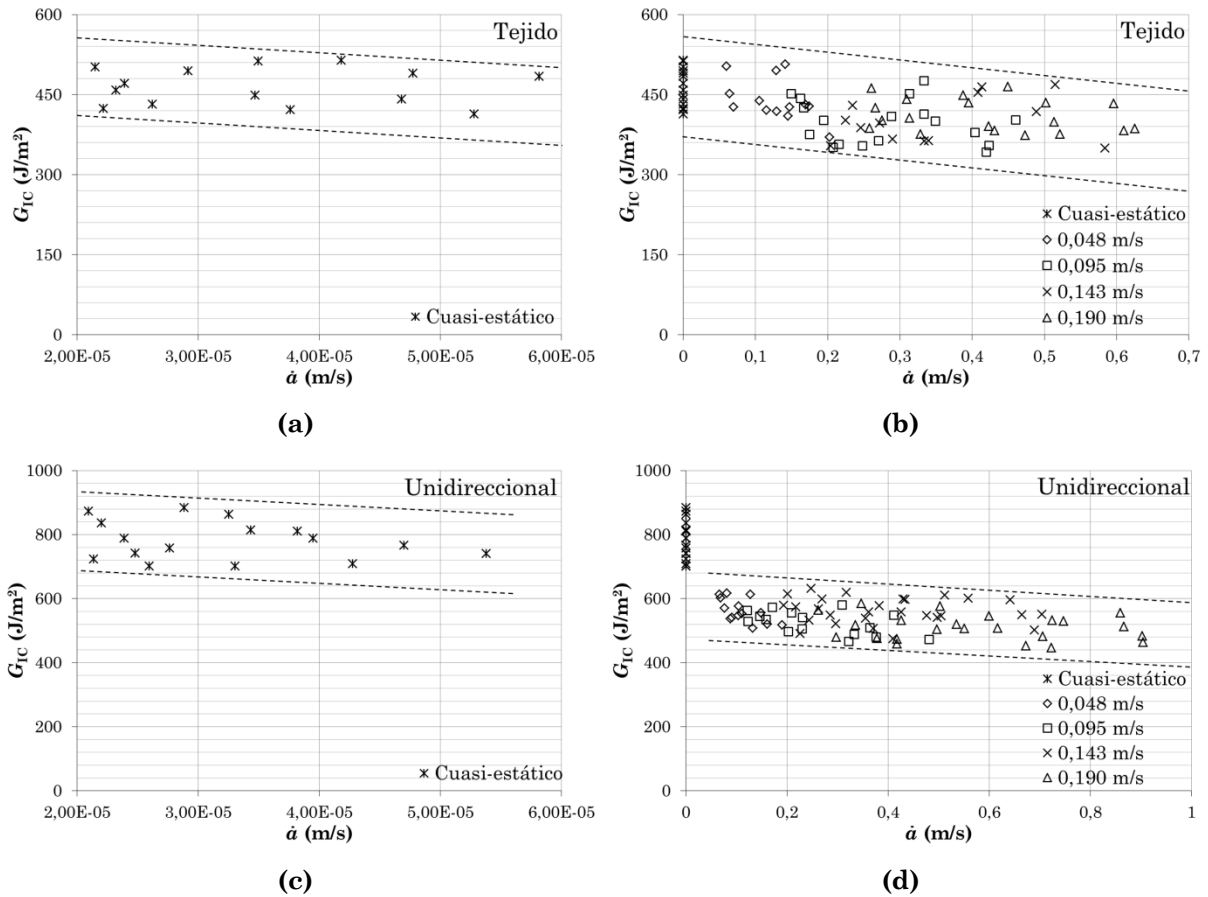 Tejido
600
450
300
150
0
G_IC (J/m²)
Cuasi-estático
2,00E-05 3,00E-05 4,00E-05 5,00E-05 6,00E-05
ȧ (m/s)
(a)
Tejido
600
450
300
150
0
G_IC (J/m²)
Cuasi-estático
0,048 m/s
0,095 m/s
0,143 m/s
0,190 m/s
0 0,1 0,2 0,3 0,4 0,5 0,6 0,7
ȧ (m/s)
(b)
Unidireccional
1000
800
600
400
200
0
G_IC (J/m²)
Cuasi-estático
2,00E-05 3,00E-05 4,00E-05 5,00E-05 6,00E-05
ȧ (m/s)
(c)
Unidireccional
1000
800
600
400
200
0
G_IC (J/m²)
Cuasi-estático
0,048 m/s
0,095 m/s
0,143 m/s
0,190 m/s
0 0,2 0,4 0,6 0,8 1
ȧ (m/s)
(d)